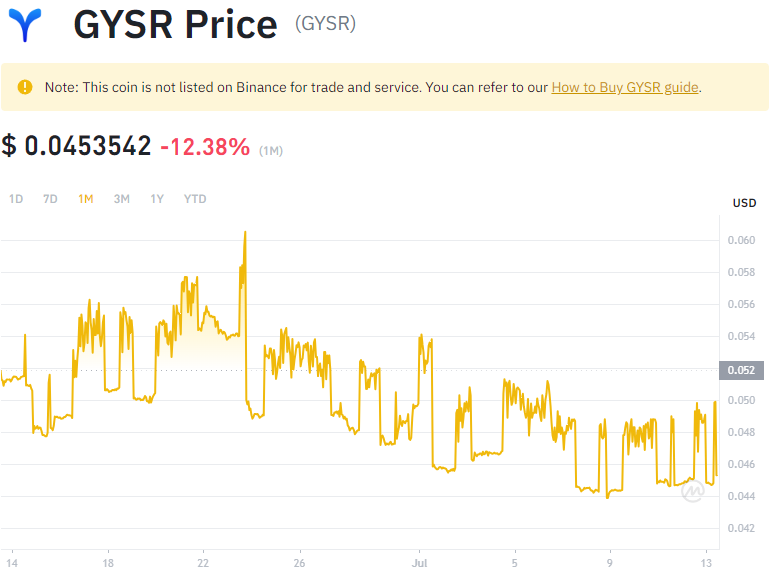 GYSR Price (GYSR)
Note: This coin is not listed on Binance for trade and service. You can refer to our How to Buy GYSR guide.
$ 0.0453542 -12.38% (1M)
1D 7D 1M 3M 1Y YTD
USD
0.060
0.058
0.056
0.054
0.052
0.050
0.048
0.046
0.044
0.042
14 18 22 26 Jul 5 9 13